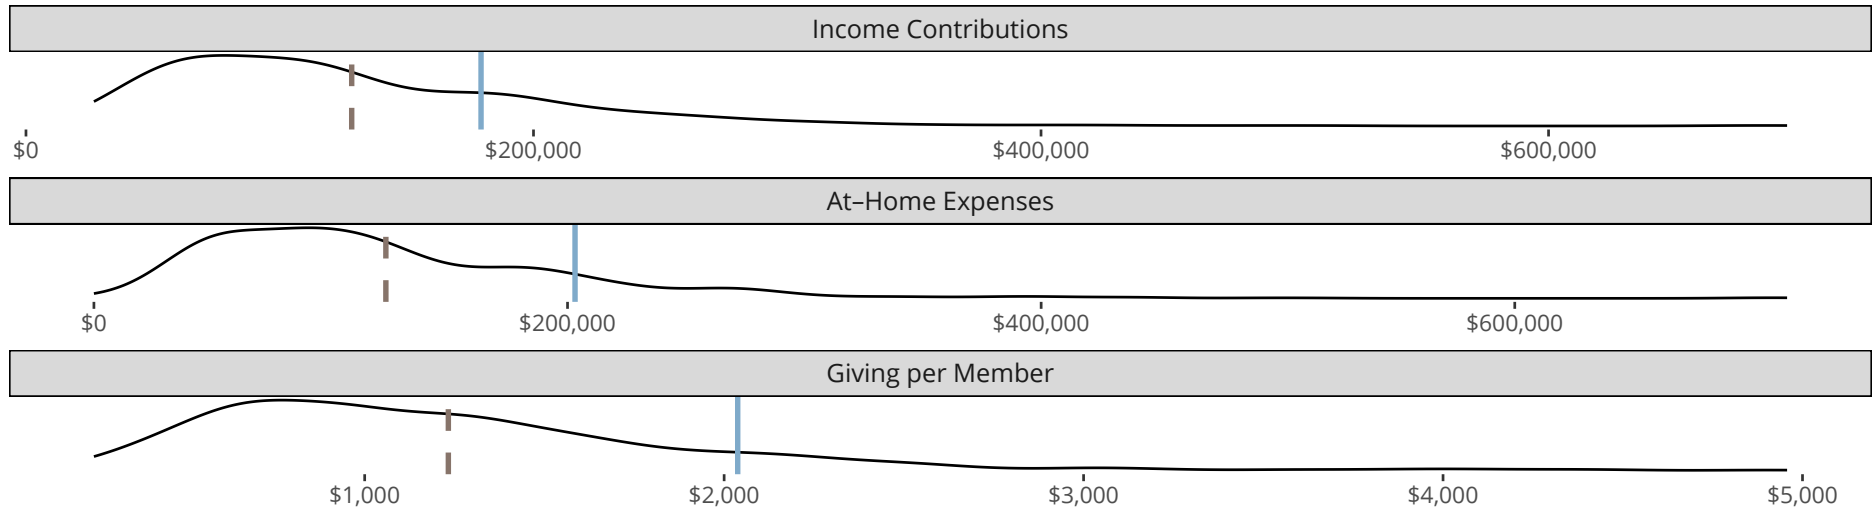 Income Contributions
$0 $200,000 $400,000 $600,000
At–Home Expenses
$0 $200,000 $400,000 $600,000
Giving per Member
$1,000 $2,000 $3,000 $4,000 $5,000